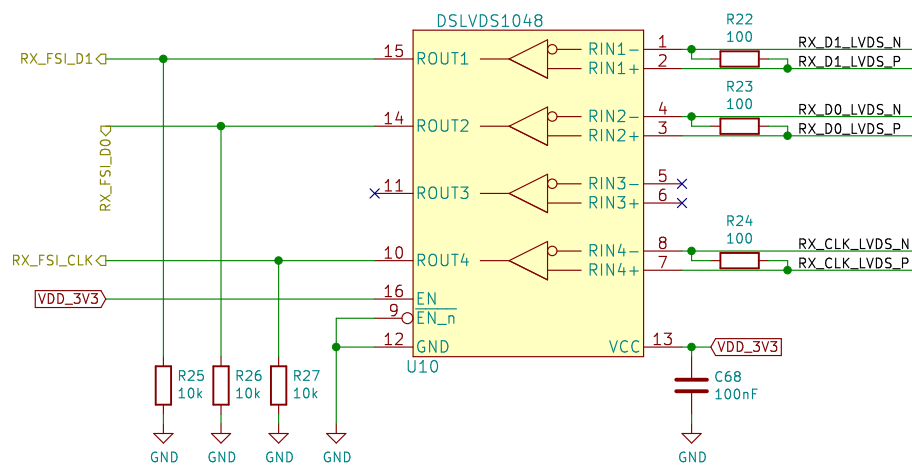 DSLVDS1048
R22
100
RX_FSI_D1
15
ROUT1
RIN1-
1
RX_D1_LVDS_N
RIN1+
2
RX_D1_LVDS_P
R23
100
RX_FSI_D0
14
ROUT2
RIN2-
4
RX_D0_LVDS_N
RIN2+
3
RX_D0_LVDS_P
11
ROUT3
RIN3-
5
RIN3+
6
R24
100
RX_FSI_CLK
10
ROUT4
RIN4-
8
RX_CLK_LVDS_N
RIN4+
7
RX_CLK_LVDS_P
VDD_3V3
16
EN
9
EN_n
12
GND
VCC
13
VDD_3V3
U10
R25
10k
R26
10k
R27
10k
C68
100nF
GND
GND
GND
GND
GND